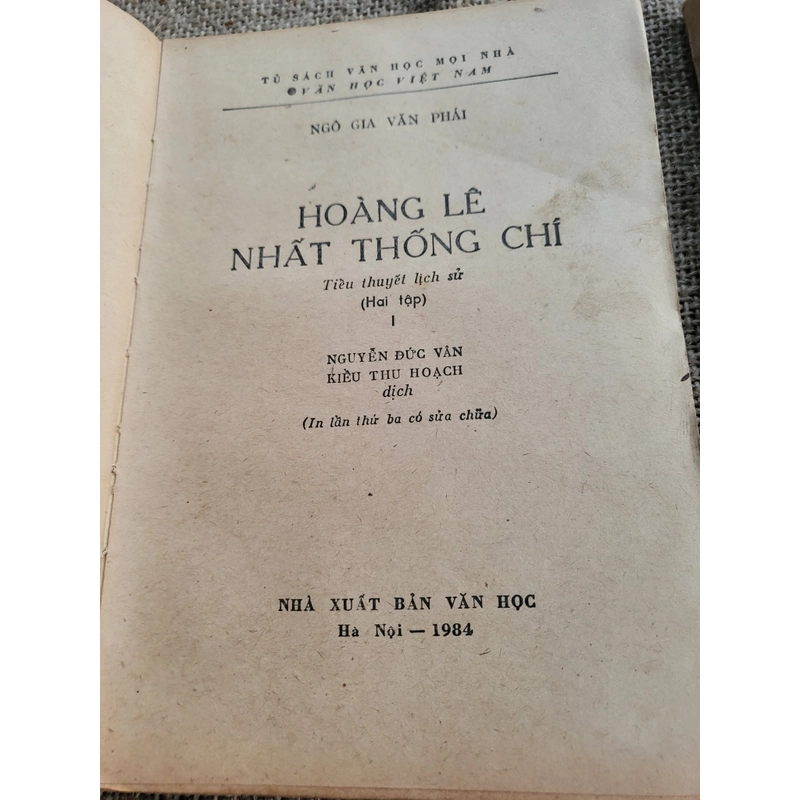 TỦ SÁCH VĂN HỌC MỌI NHÀ
VĂN HỌC VIỆT NAM
NGÔ GIA VĂN PHÁI
HOÀNG LÊ
NHẤT THỐNG CHÍ
Tiểu thuyết lịch sử
(Hai tập)
I
NGUYỄN ĐỨC VÂN
KIỀU THU HOẠCH
dịch
(In lần thứ ba có sửa chữa)
NHÀ XUẤT BẢN VĂN HỌC
Hà Nội — 1984